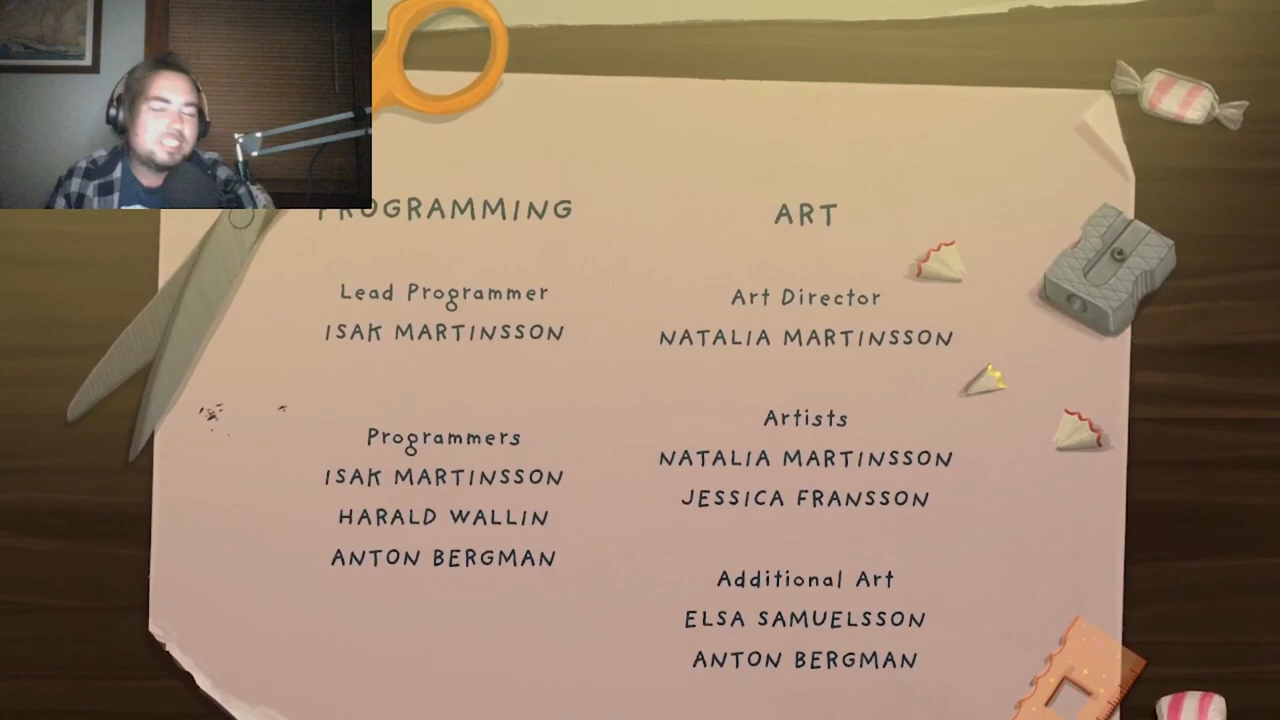 PROGRAMMING
Lead Programmer
ISAK MARTINSSON
Programmers
ISAK MARTINSSON
HARALD WALLIN
ANTON BERGMAN
ART
Art Director
NATALIA MARTINSSON
Artists
NATALIA MARTINSSON
JESSICA FRANSSON
Additional Art
ELSA SAMUELSSON
ANTON BERGMAN